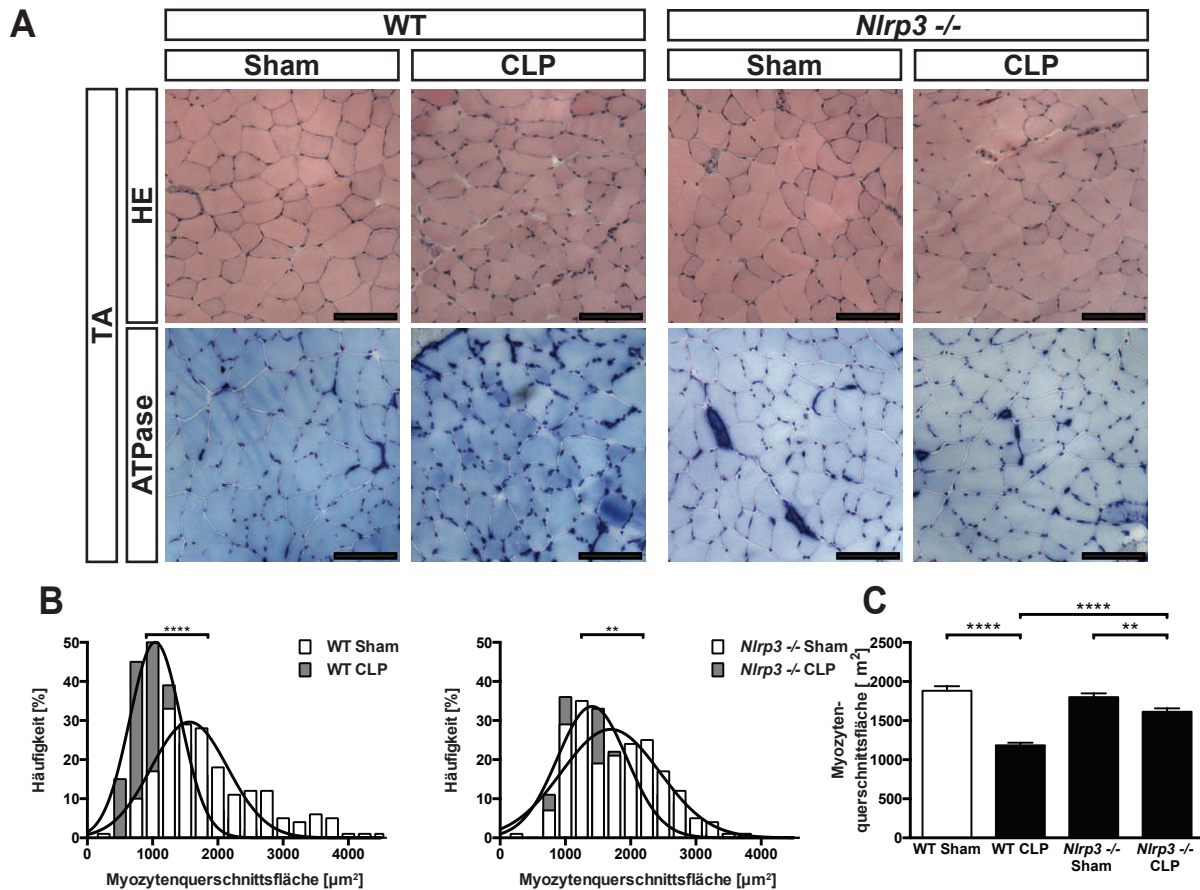 A
WT
Nlrp3 -/-
Sham
CLP
Sham
CLP
TA
HE
ATPase
B
C
50
40
30
20
10
0
Häufigkeit [%]
****
WT Sham
WT CLP
0 1000 2000 3000 4000
Myozytenquerschnittsfläche [µm²]
50
40
30
20
10
0
Häufigkeit [%]
**
Nlrp3 -/- Sham
Nlrp3 -/- CLP
0 1000 2000 3000 4000
Myozytenquerschnittsfläche [µm²]
2500
2000
1500
1000
500
0
Myozyten-
querschnittsfläche [_m²]
****
****
**
WT Sham
WT CLP
Nlrp3 -/-
Sham
Nlrp3 -/-
CLP